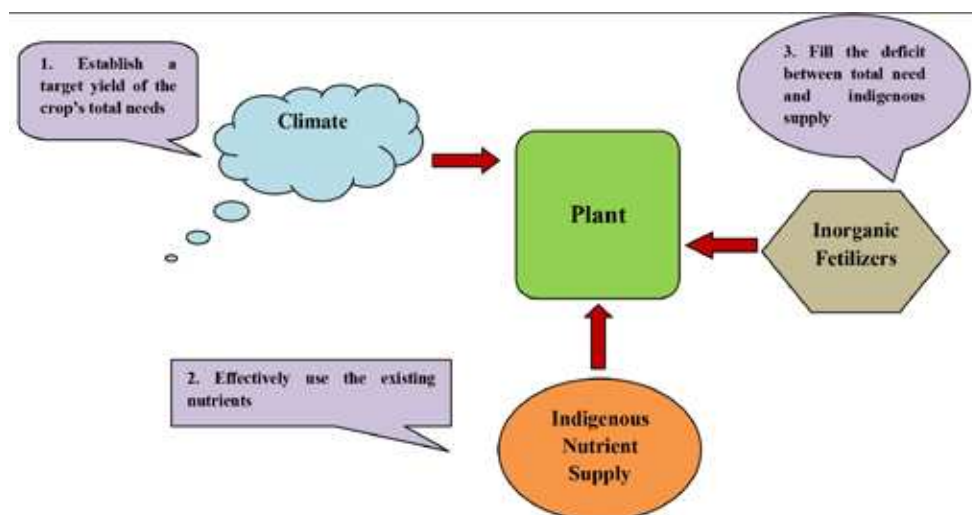 1. Establish a
target yield of the
crop's total needs
Climate
3. Fill the deficit
between total need
and indigenous
supply
Plant
Inorganic
Fetilizers
2. Effectively use the existing
nutrients
Indigenous
Nutrient
Supply